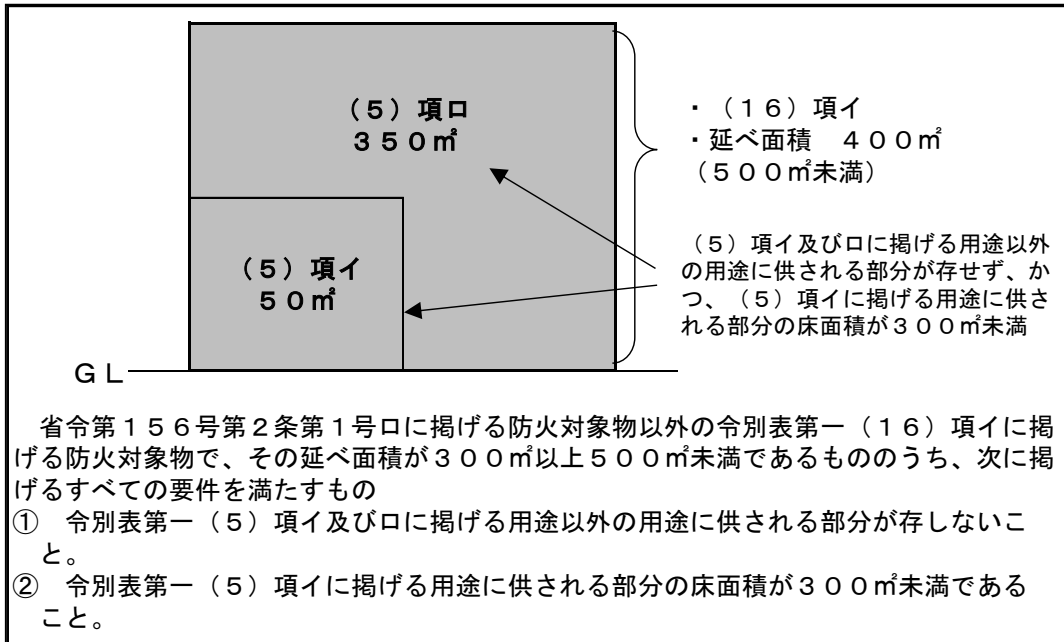 （５）項ロ
３５０㎡
（５）項イ
５０㎡
ＧＬ
・（１６）項イ
・延べ面積　４００㎡
（５００㎡未満）
（５）項イ及びロに掲げる用途以外
の用途に供される部分が存せず、か
つ、（５）項イに掲げる用途に供さ
れる部分の床面積が３００㎡未満
　省令第１５６号第２条第１号ロに掲げる防火対象物以外の令別表第一（１６）項イに掲
げる防火対象物で、その延べ面積が３００㎡以上５００㎡未満であるもののうち、次に掲
げるすべての要件を満たすもの
①　令別表第一（５）項イ及びロに掲げる用途以外の用途に供される部分が存しないこ
と。
②　令別表第一（５）項イに掲げる用途に供される部分の床面積が３００㎡未満である
こと。